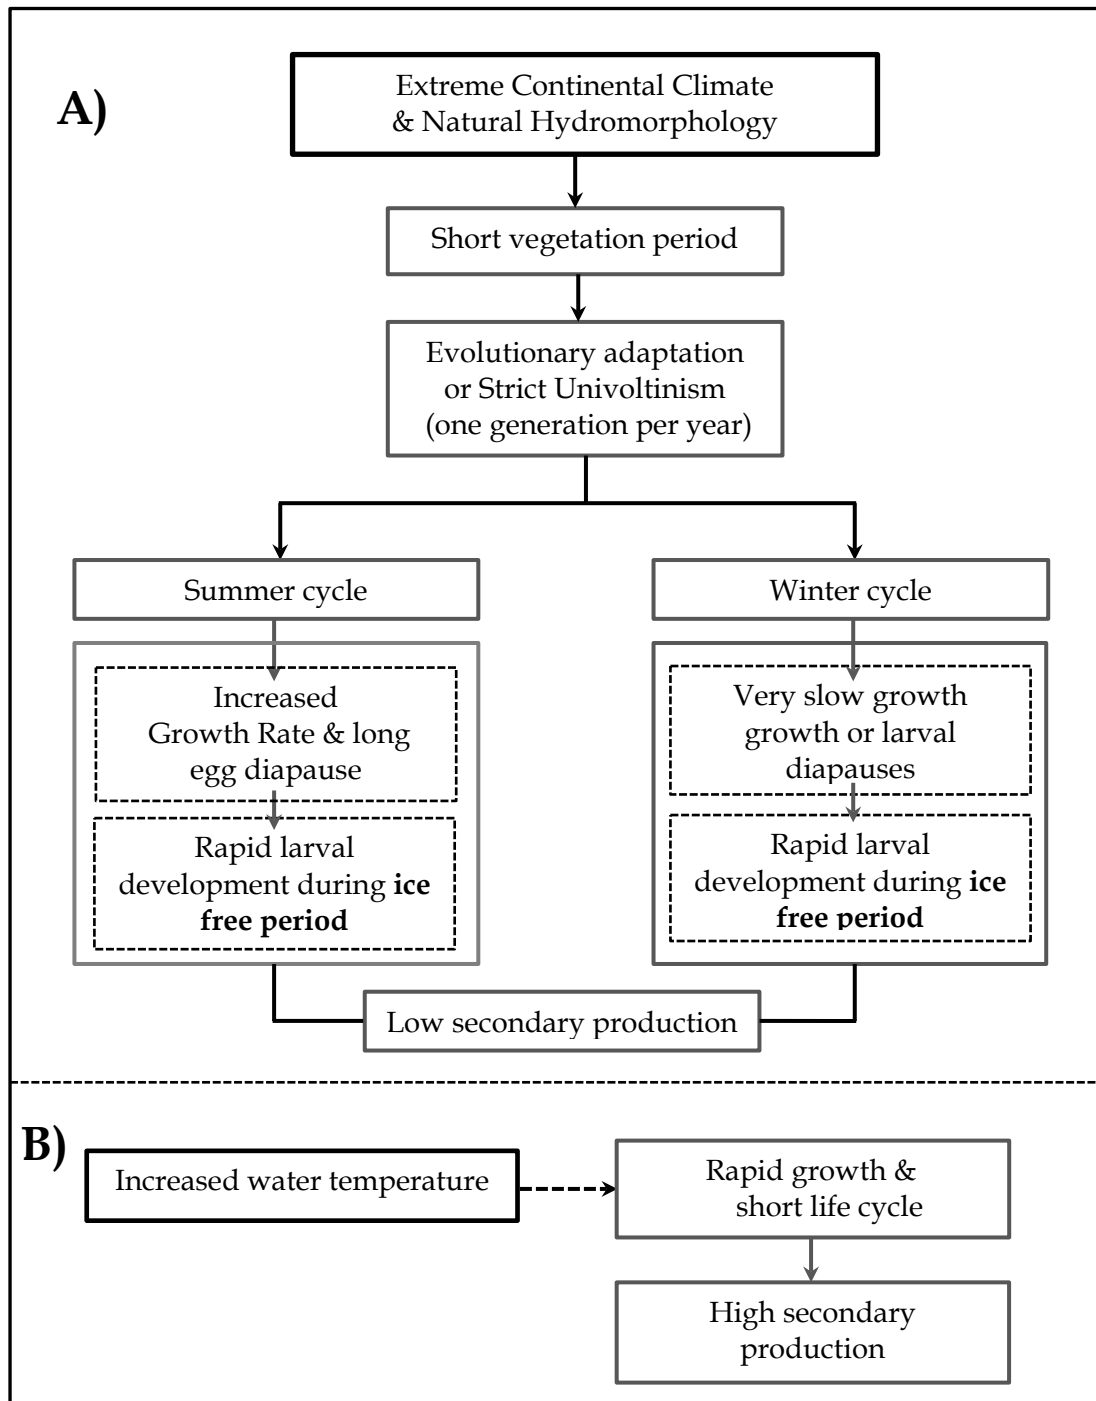 A)
Extreme Continental Climate
& Natural Hydromorphology
Short vegetation period
Evolutionary adaptation
or Strict Univoltinism
(one generation per year)
Summer cycle
Increased
Growth Rate & long
egg diapause
Rapid larval
development during ice
free period
Winter cycle
Very slow growth
growth or larval
diapauses
Rapid larval
development during ice
free period
Low secondary production
B)
Increased water temperature
Rapid growth &
short life cycle
High secondary
production